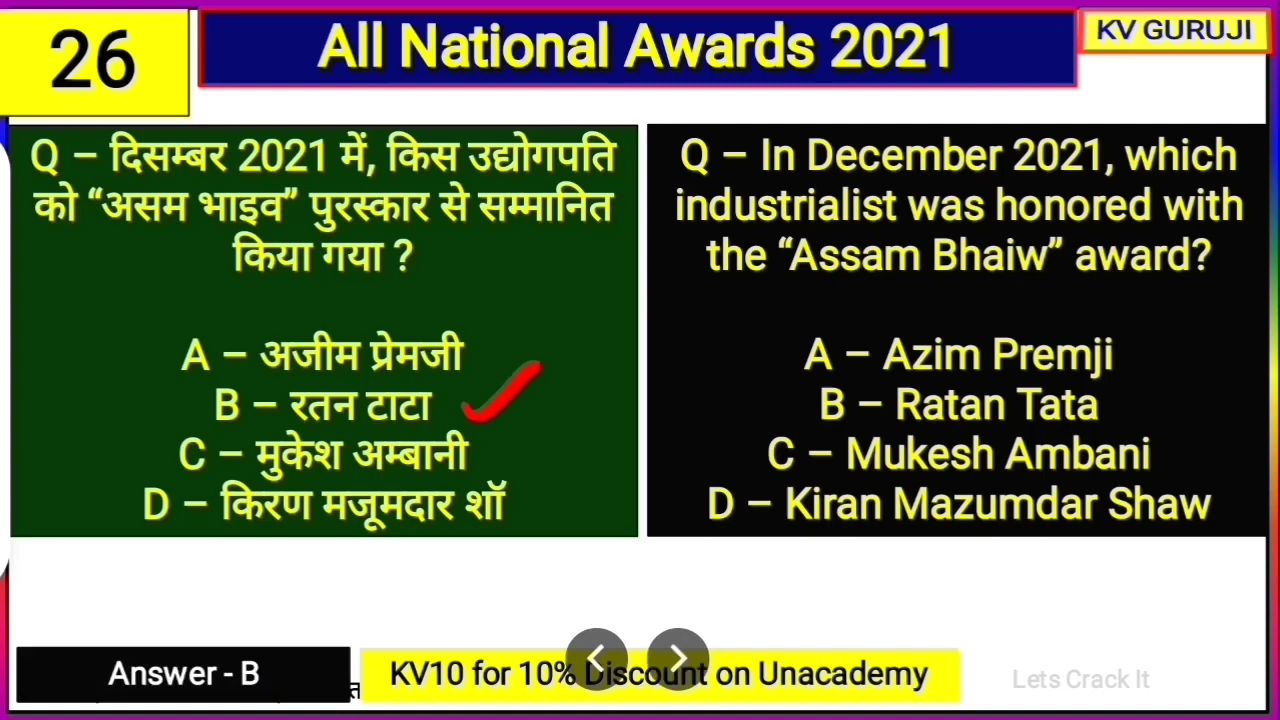 26
All National Awards 2021
KV GURUJI
Q – दिसम्बर 2021 में, किस उद्योगपति
को “असम भाइव” पुरस्कार से सम्मानित
किया गया ?
A – अजीम प्रेमजी
B – रतन टाटा
C – मुकेश अम्बानी
D – किरण मजूमदार शॉ
Q – In December 2021, which
industrialist was honored with
the “Assam Bhaiw” award?
A – Azim Premji
B – Ratan Tata
C – Mukesh Ambani
D – Kiran Mazumdar Shaw
Answer - B
KV10 for 10% Discount on Unacademy
Lets Crack It